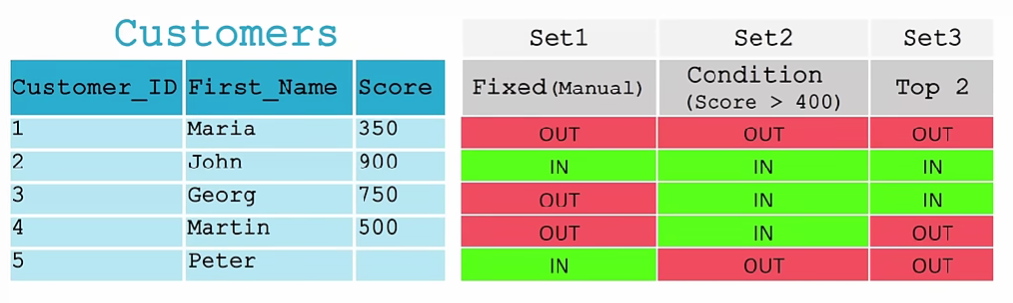 Customers Set1 Set2 Set3
Customer_ID First_Name Score Fixed(Manual) Condition Top 2
(Score > 400)
1 Maria 350 OUT OUT OUT
2 John 900 IN IN IN
3 Georg 750 OUT IN IN
4 Martin 500 OUT IN OUT
5 Peter IN OUT OUT